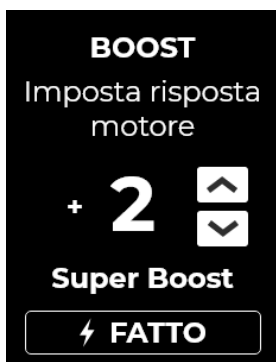 BOOST
Imposta risposta
motore
+ 2
Super Boost
FATTO